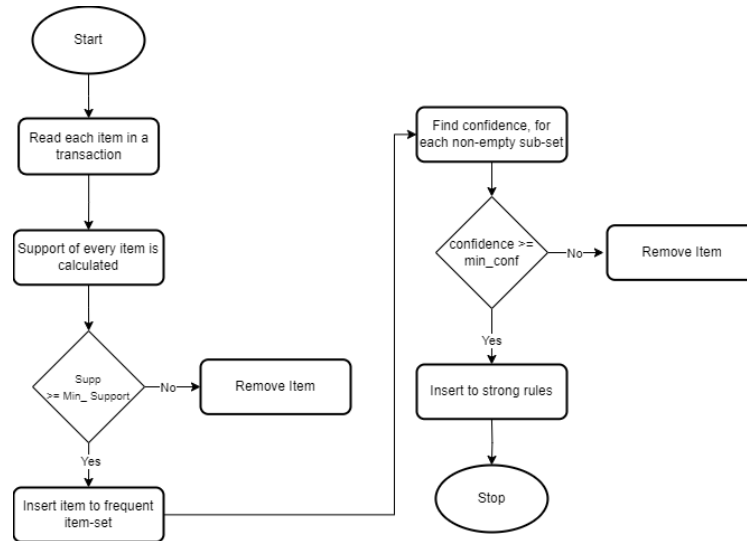 Start
Read each item in a
transaction
Support of every item is
calculated
Supp
>= Min_ Support
No
Remove Item
Yes
Insert item to frequent
item-set
Find confidence, for
each non-empty sub-set
confidence >=
min_conf
No
Remove Item
Yes
Insert to strong rules
Stop